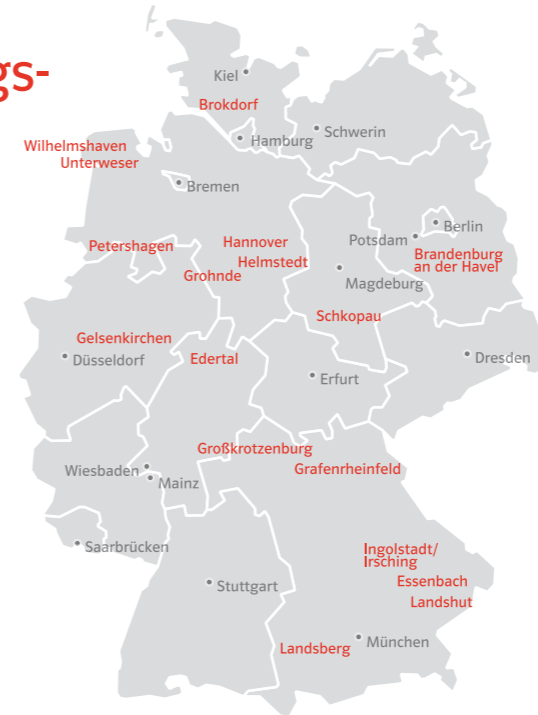 gs-
Kiel
Brokdorf
Schwerin
Hamburg
Wilhelmshaven
Unterweser
Bremen
Berlin
Potsdam
Hannover
Petershagen
Helmstedt
Brandenburg
an der Havel
Grohnde
Magdeburg
Schkopau
Gelsenkirchen
Düsseldorf
Edertal
Dresden
Erfurt
Großkrotzenburg
Grafenrheinfeld
Wiesbaden
Mainz
Saarbrücken
Ingolstadt/
Irsching
Stuttgart
Essenbach
Landshut
München
Landsberg